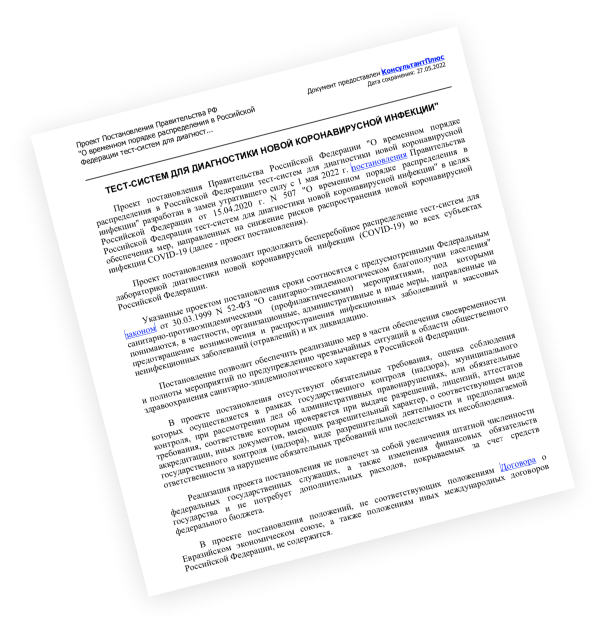 Проект Постановления Правительства РФ
"О временном порядке распределения в Российской
Федерации тест-систем для диагност...
Документ предоставлен КонсультантПлюс
Дата сохранения: 27.05.2022
ТЕСТ-СИСТЕМ ДЛЯ ДИАГНОСТИКИ НОВОЙ КОРОНАВИРУСНОЙ ИНФЕКЦИИ"
Проект постановления Правительства Российской Федерации "О временном порядке
распределения в Российской Федерации тест-систем для диагностики новой коронавирусной
инфекции" разработан в замен утратившего силу с 1 мая 2022 г. постановления Правительства
Российской Федерации от 15.04.2020 г. N 507 "О временном порядке распределения в
Российской Федерации тест-систем для диагностики новой коронавирусной инфекции" в целях
обеспечения мер, направленных на снижение рисков распространения новой коронавирусной
инфекции COVID-19 (далее - проект постановления).
Проект постановления позволит продолжить бесперебойное распределение тест-систем для
лабораторной диагностики новой коронавирусной инфекции (COVID-19) во всех субъектах
Российской Федерации.
Указанные проектом постановления сроки соотносятся с предусмотренными Федеральным
законом от 30.03.1999 N 52-ФЗ "О санитарно-эпидемиологическом благополучии населения"
санитарно-противоэпидемическими (профилактическими) мероприятиями, под которыми
понимаются, в частности, организационные, административные и иные меры, направленные на
предотвращение возникновения и распространения инфекционных заболеваний и массовых
неинфекционных заболеваний (отравлений) и их ликвидацию.
Постановление позволит обеспечить реализацию мер в части обеспечения своевременности
и полноты мероприятий по предупреждению чрезвычайных ситуаций в области общественного
здравоохранения санитарно-эпидемиологического характера в Российской Федерации.
В проекте постановления отсутствуют обязательные требования, оценка соблюдения
которых осуществляется в рамках государственного контроля (надзора), муниципального
контроля, при рассмотрении дел об административных правонарушениях, или обязательные
требования, соответствие которым проверяется при выдаче разрешений, лицензий, аттестатов
аккредитации, иных документов, имеющих разрешительный характер, о соответствующем виде
государственного контроля (надзора), виде разрешительной деятельности и предполагаемой
ответственности за нарушение обязательных требований или последствиях их несоблюдения.
Реализация проекта постановления не повлечет за собой увеличения штатной численности
федеральных государственных служащих, а также изменения финансовых обязательств
государства и не потребует дополнительных расходов, покрываемых за счет средств
федерального бюджета.
В проекте постановления положений, не соответствующих положениям Договора о
Евразийском экономическом союзе, а также положениям иных международных договоров
Российской Федерации, не содержится.